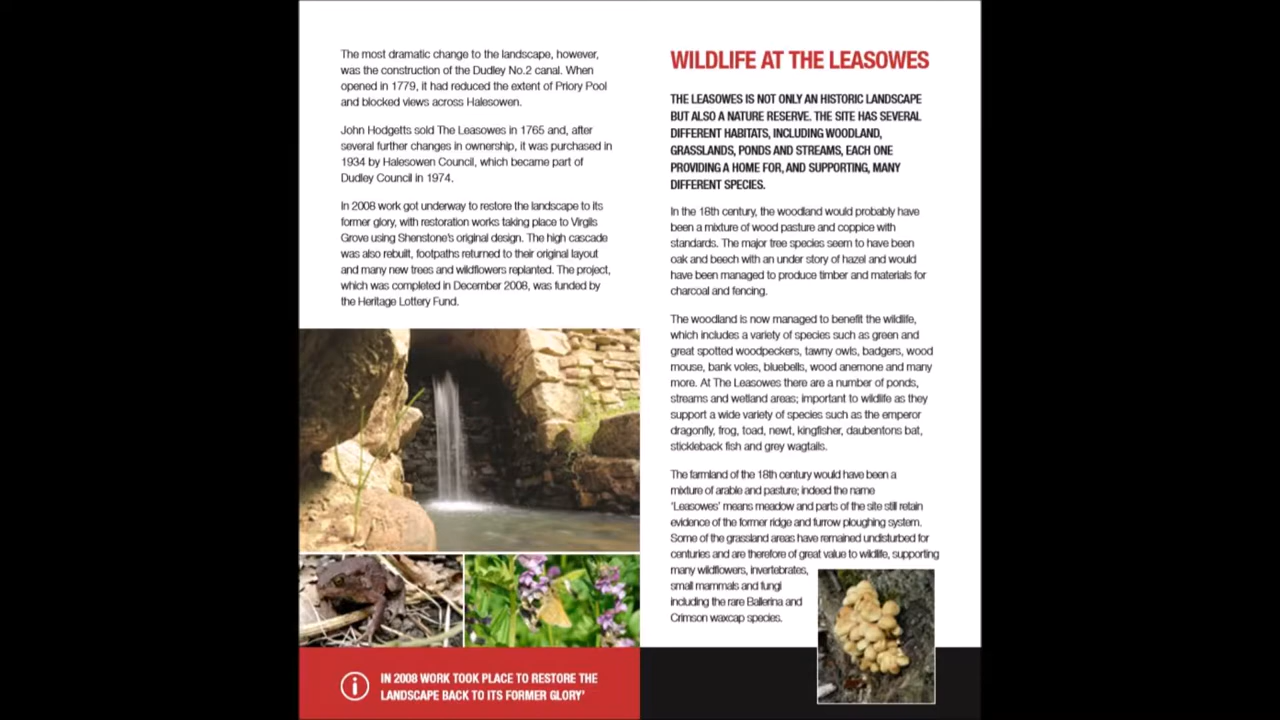 The most dramatic change to the landscape, however,
was the construction of the Dudley No.2 canal. When
opened in 1779, it had reduced the extent of Priory Pool
and blocked views across Halesowen.
John Hodgetts sold The Leasowes in 1765 and, after
several further changes in ownership, it was purchased in
1934 by Halesowen Council, which became part of
Dudley Council in 1974.
In 2008 work got underway to restore the landscape to its
former glory, with restoration works taking place to Virgils
Grove using Shenstone's original design. The high cascade
was also rebuilt, footpaths returned to their original layout
and many new trees and wildflowers replanted. The project,
which was completed in December 2008, was funded by
the Heritage Lottery Fund.
IN 2008 WORK TOOK PLACE TO RESTORE THE
LANDSCAPE BACK TO ITS FORMER GLORY'
WILDLIFE AT THE LEASOWES
THE LEASOWES IS NOT ONLY AN HISTORIC LANDSCAPE
BUT ALSO A NATURE RESERVE. THE SITE HAS SEVERAL
DIFFERENT HABITATS, INCLUDING WOODLAND,
GRASSLANDS, PONDS AND STREAMS, EACH ONE
PROVIDING A HOME FOR, AND SUPPORTING, MANY
DIFFERENT SPECIES.
In the 18th century, the woodland would probably have
been a mixture of wood pasture and coppice with
standards. The major tree species seem to have been
oak and beech with an under story of hazel and would
have been managed to produce timber and materials for
charcoal and fencing.
The woodland is now managed to benefit the wildlife,
which includes a variety of species such as green and
great spotted woodpeckers, tawny owls, badgers, wood
mouse, bank voles, bluebells, wood anemone and many
more. At The Leasowes there are a number of ponds,
streams and wetland areas; important to wildlife as they
support a wide variety of species such as the emperor
dragonfly, frog, toad, newt, kingfisher, daubentons bat,
stickleback fish and grey wagtails.
The farmland of the 18th century would have been a
mixture of arable and pasture; indeed the name
'Leasowes' means meadow and parts of the site still retain
evidence of the former ridge and furrow ploughing system.
Some of the grassland areas have remained undisturbed for
centuries and are therefore of great value to wildlife, supporting
many wildflowers, invertebrates,
small mammals and fungi
including the rare Ballerina and
Crimson waxcap species.